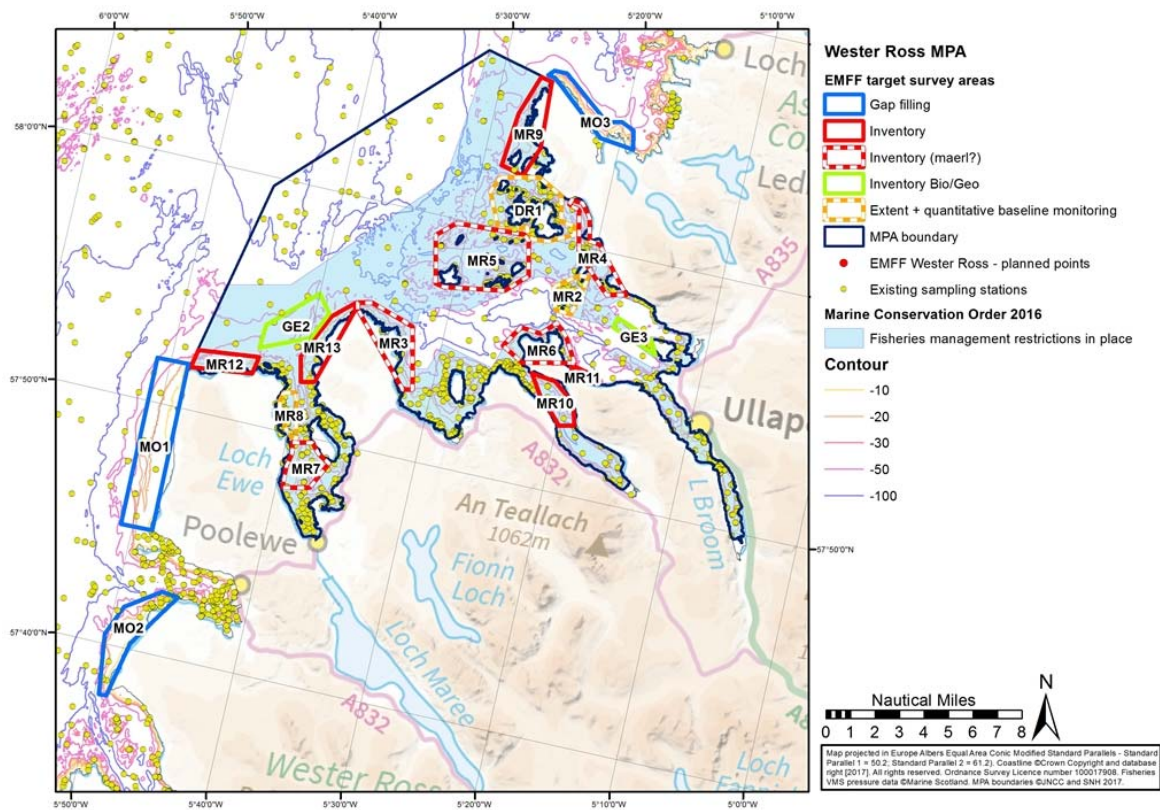 6°0'0"W
5°50'0"W
5°40'0"W
5°30'0"W
5°20'0"W
5°10'0"W
58°0'0"N
57°50'0"N
57°40'0"N
57°50'0"N
5°50'0"W
5°40'0"W
5°30'0"W
5°20'0"W
5°10'0"W
5°0'0"W
Loch
As
Co
Led
A835
MO3
MR9
DR1
MR5
MR4
MR2
GE2
MR13
MR3
GE3
MR6
MR12
MR11
MR10
MR8
MR7
MO1
MO2
Ullap
Loch
Ewe
A832
L Broom
An Teallach
1062m
Poolewe
Fionn
Loch
Loch Maree
A832
Wester Ros
Wester Ross MPA
EMFF target survey areas
Gap filling
Inventory
Inventory (maerl?)
Inventory Bio/Geo
Extent + quantitative baseline monitoring
MPA boundary
EMFF Wester Ross - planned points
Existing sampling stations
Marine Conservation Order 2016
Fisheries management restrictions in place
Contour
-10
-20
-30
-50
-100
Nautical Miles
0 1 2 3 4 5 6 7 8
N
Map projected in Europe Albers Equal Area Conic Modified Standard Parallels - Standard
Parallel 1 = 50.2; Standard Parallel 2 = 61.2). Coastline ©Crown Copyright and database
right [2017]. All rights reserved. Ordnance Survey Licence number 100017908. Fisheries
VMS pressure data ©Marine Scotland. MPA boundaries ©JNCC and SNH 2017.